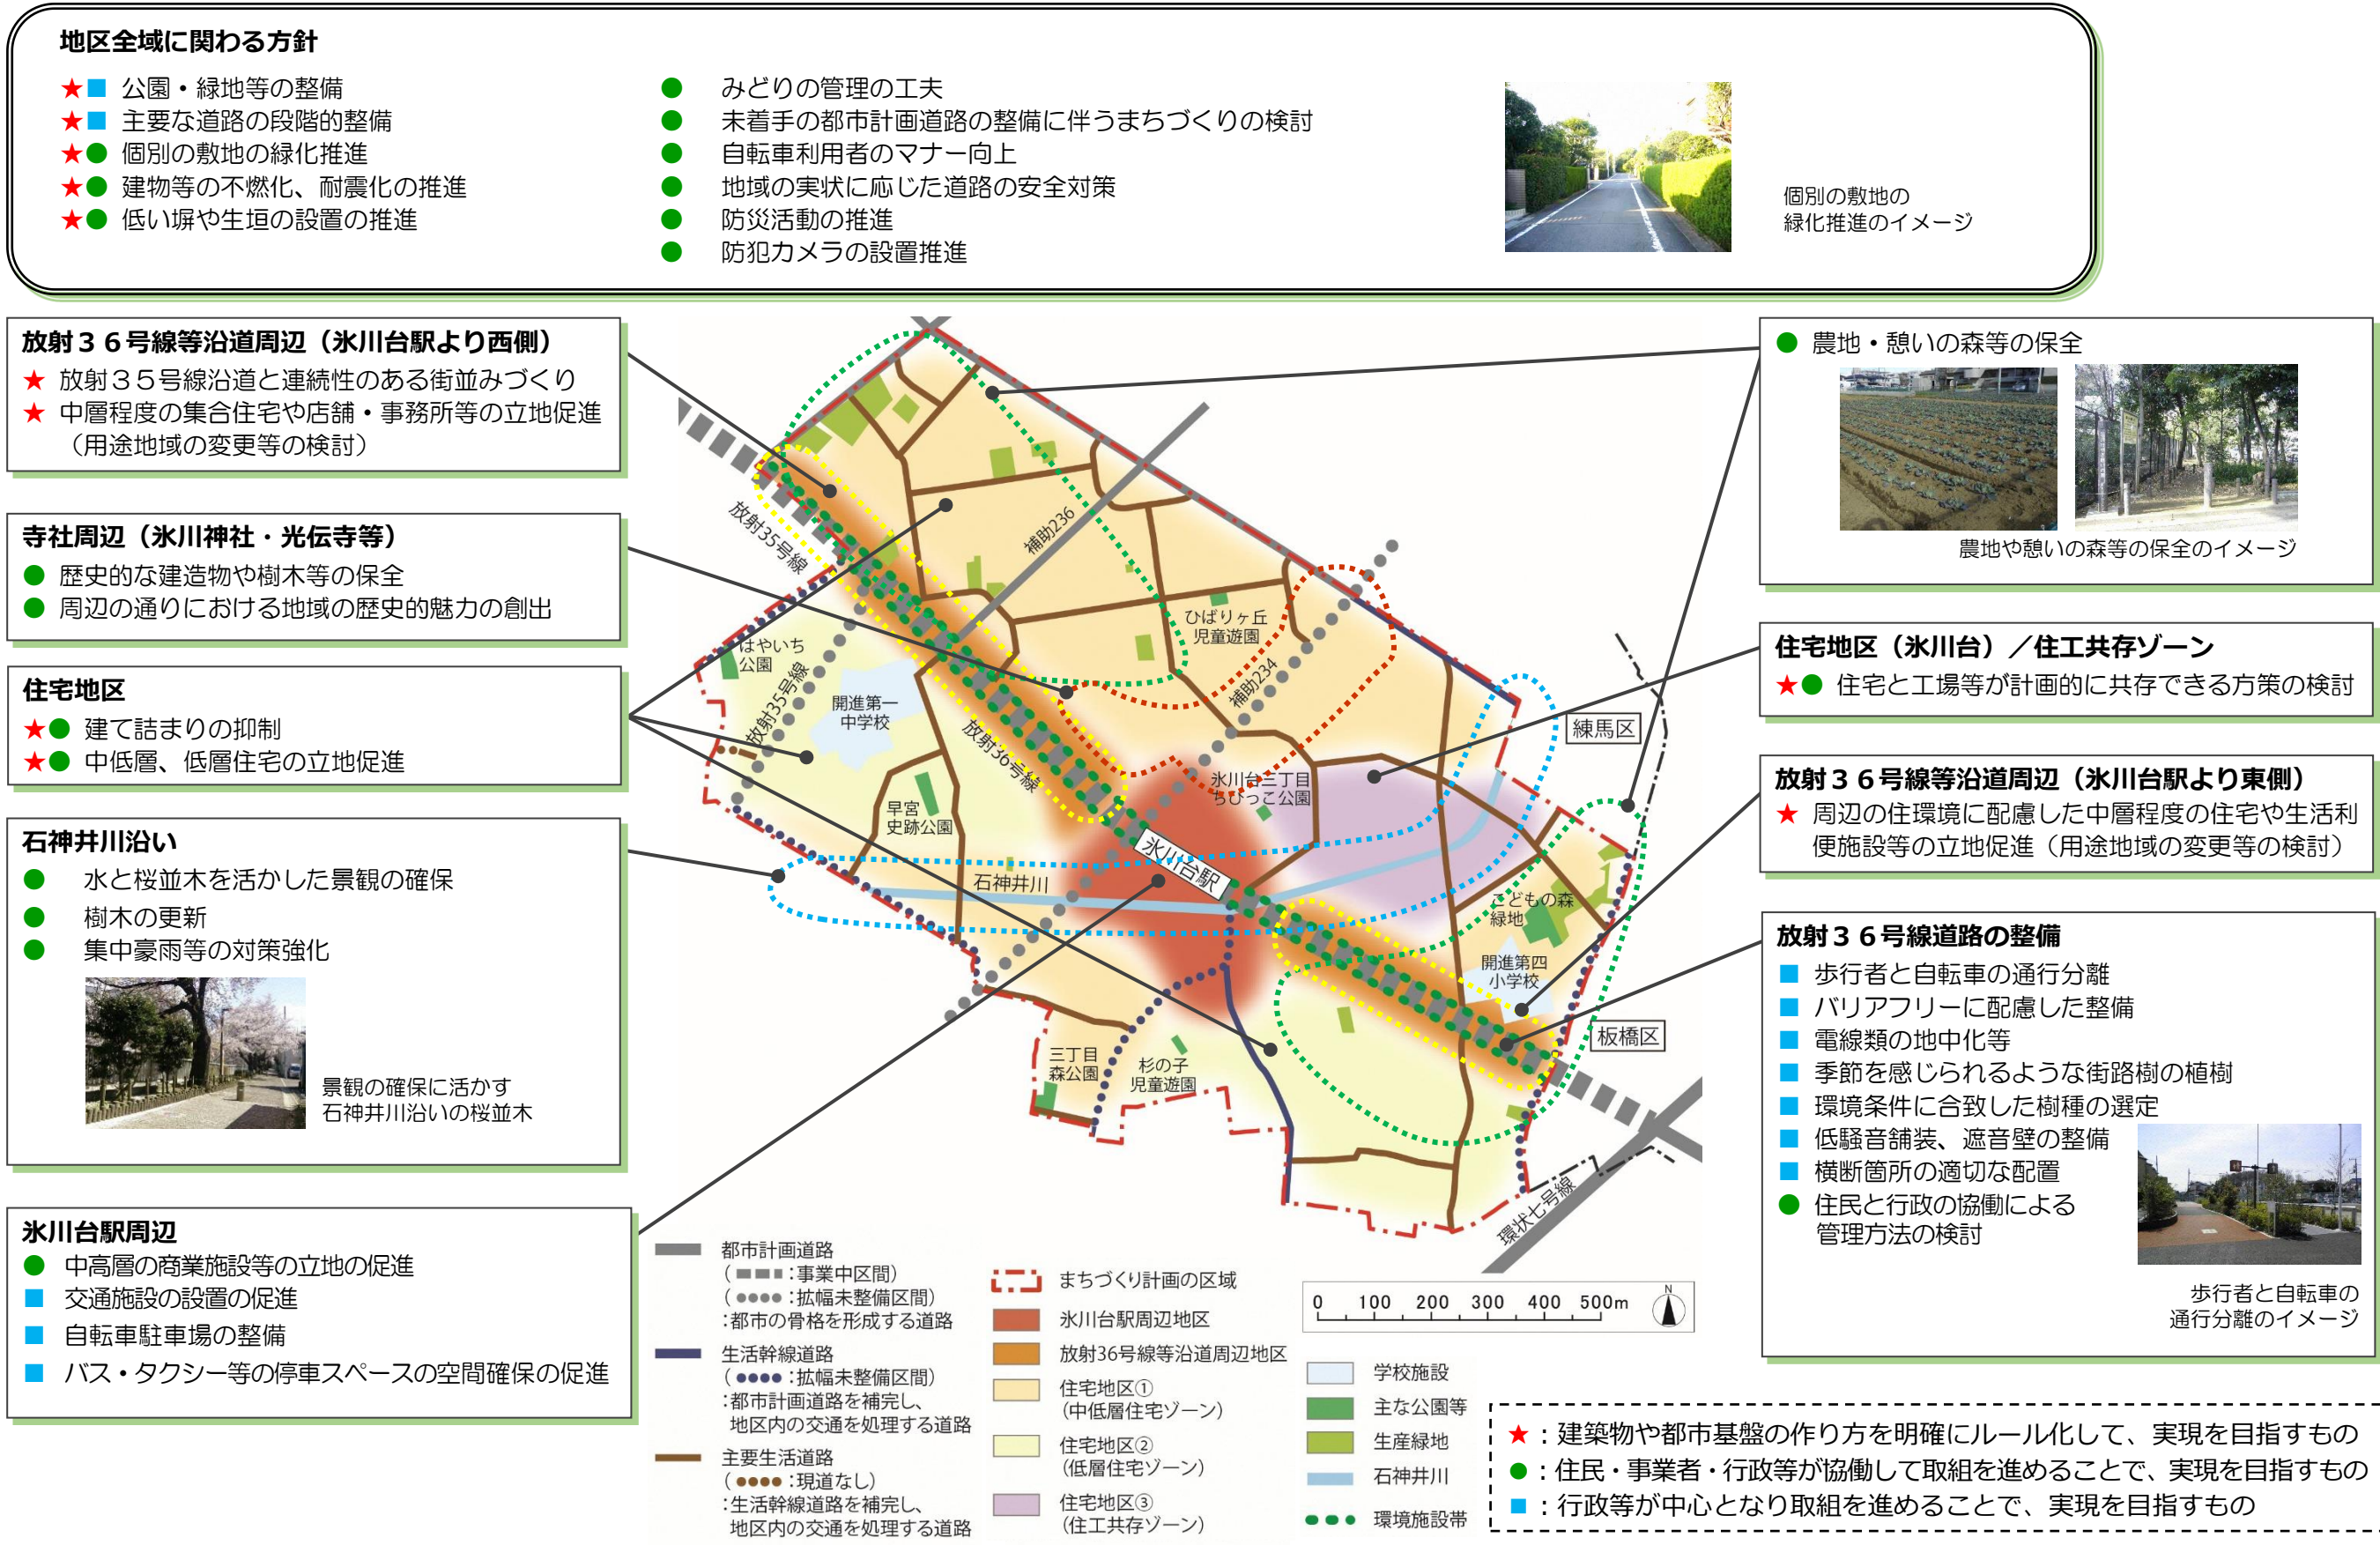 地区全域に関わる方針
★■ 公園・緑地等の整備
★■ 主要な道路の段階的整備
★● 個別の敷地の緑化推進
★● 建物等の不燃化、耐震化の推進
★● 低い塀や生垣の設置の推進
● みどりの管理の工夫
● 未着手の都市計画道路の整備に伴うまちづくりの検討
● 自転車利用者のマナー向上
● 地域の実状に応じた道路の安全対策
● 防災活動の推進
● 防犯カメラの設置推進
個別の敷地の
緑化推進のイメージ
放射３６号線等沿道周辺（氷川台駅より西側）
★ 放射３５号線沿道と連続性のある街並みづくり
★ 中層程度の集合住宅や店舗・事務所等の立地促進
（用途地域の変更等の検討）
寺社周辺（氷川神社・光伝寺等）
● 歴史的な建造物や樹木等の保全
● 周辺の通りにおける地域の歴史的魅力の創出
住宅地区
★● 建て詰まりの抑制
★● 中低層、低層住宅の立地促進
石神井川沿い
● 水と桜並木を活かした景観の確保
● 樹木の更新
● 集中豪雨等の対策強化
景観の確保に活かす
石神井川沿いの桜並木
氷川台駅周辺
● 中高層の商業施設等の立地の促進
■ 交通施設の設置の促進
■ 自転車駐車場の整備
■ バス・タクシー等の停車スペースの空間確保の促進
放射35号線
補助236
ひばりヶ丘
児童遊園
補助234
はやいち
公園
放射35号線
開進第一
中学校
放射36号線
早宮
史跡公園
氷川台三丁目
ちびっこ公園
氷川台駅
石神井川
こどもの森
緑地
開進第四
小学校
練馬区
板橋区
三丁目
森公園
杉の子
児童遊園
環状七号線
● 農地・憩いの森等の保全
農地や憩いの森等の保全のイメージ
住宅地区（氷川台）／住工共存ゾーン
★● 住宅と工場等が計画的に共存できる方策の検討
放射３６号線等沿道周辺（氷川台駅より東側）
★ 周辺の住環境に配慮した中層程度の住宅や生活利
便施設等の立地促進（用途地域の変更等の検討）
放射３６号線道路の整備
■ 歩行者と自転車の通行分離
■ バリアフリーに配慮した整備
■ 電線類の地中化等
■ 季節を感じられるような街路樹の植樹
■ 環境条件に合致した樹種の選定
■ 低騒音舗装、遮音壁の整備
■ 横断箇所の適切な配置
● 住民と行政の協働による
管理方法の検討
歩行者と自転車の
通行分離のイメージ
都市計画道路
（　　：事業中区間）
（●●●●：拡幅未整備区間）
：都市の骨格を形成する道路
生活幹線道路
（●●●●：拡幅未整備区間）
：都市計画道路を補完し、
地区内の交通を処理する道路
主要生活道路
（●●●●：現道なし）
：生活幹線道路を補完し、
地区内の交通を処理する道路
まちづくり計画の区域
氷川台駅周辺地区
放射36号線等沿道周辺地区
住宅地区①
（中低層住宅ゾーン）
住宅地区②
（低層住宅ゾーン）
住宅地区③
（住工共存ゾーン）
0 100 200 300 400 500m
N
学校施設
主な公園等
生産緑地
石神井川
環境施設帯
★：建築物や都市基盤の作り方を明確にルール化して、実現を目指すもの
●：住民・事業者・行政等が協働して取組を進めることで、実現を目指すもの
■：行政等が中心となり取組を進めることで、実現を目指すもの